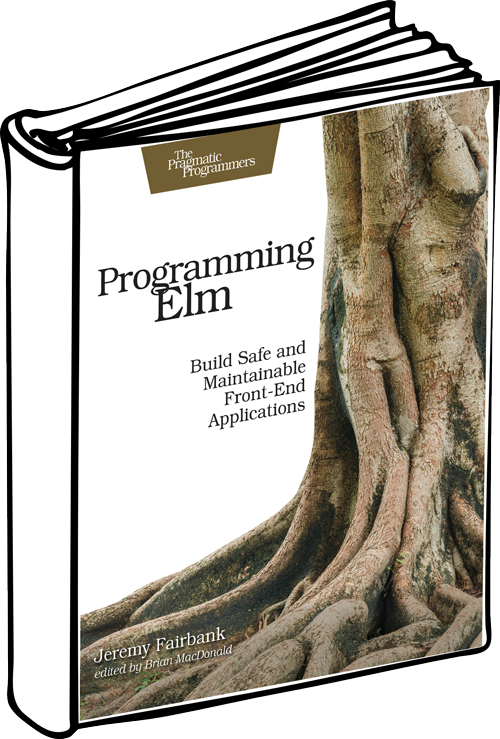 The
Pragmatic
Programmers
Programming
Elm
Build Safe and
Maintainable
Front-End
Applications
Jeremy Fairbank
edited by Brian MacDonald